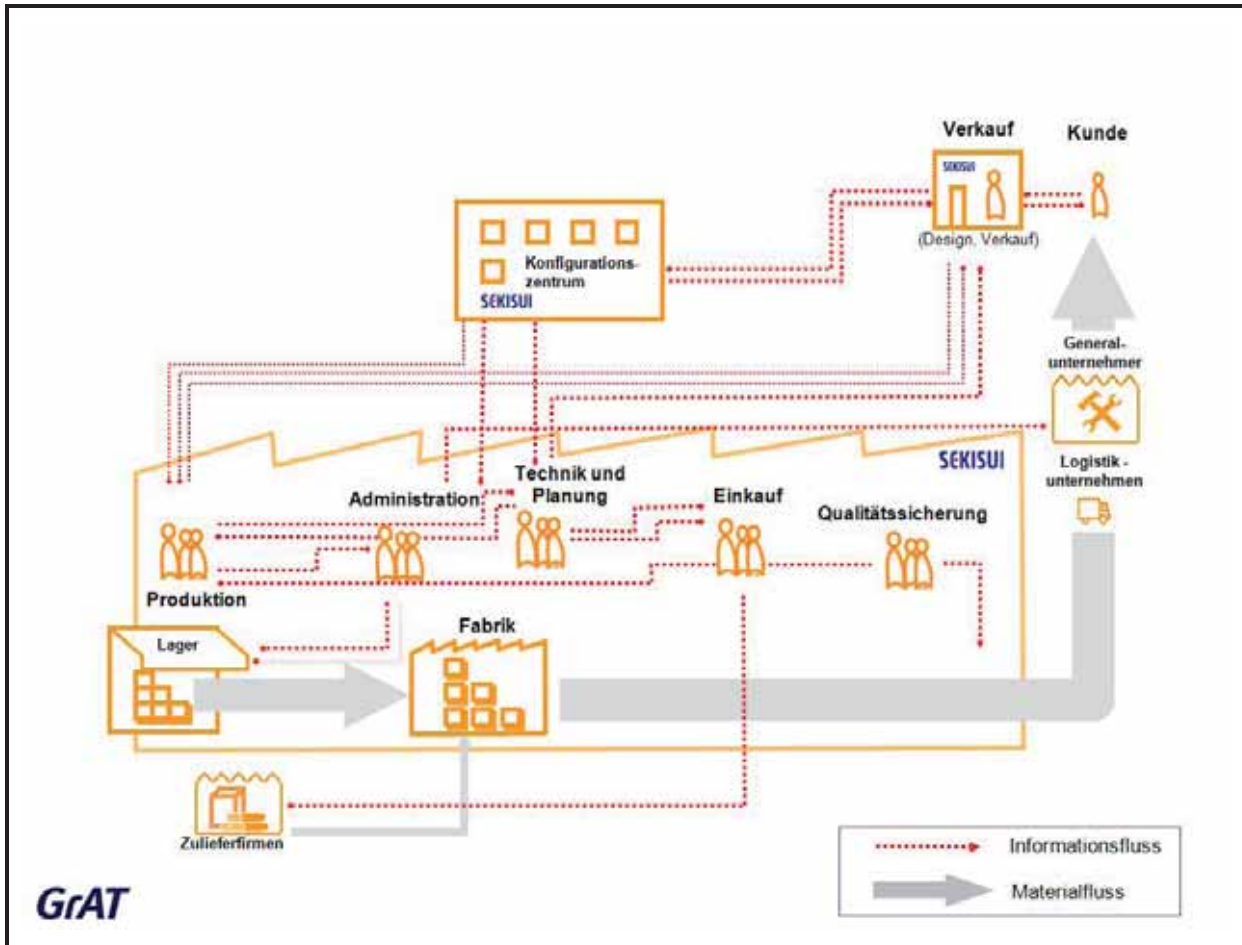 Verkauf
Kunde
SEKISUI
(Design, Verkauf)
Konfigurations-
zentrum
SEKISUI
General-
unternehmer
SEKISUI
Logistik -
unternehmen
Technik und
Planung
Administration
Einkauf
Qualitätssicherung
Produktion
Lager
Fabrik
Zulieferfirmen
Informationsfluss
Materialfluss
GrAT